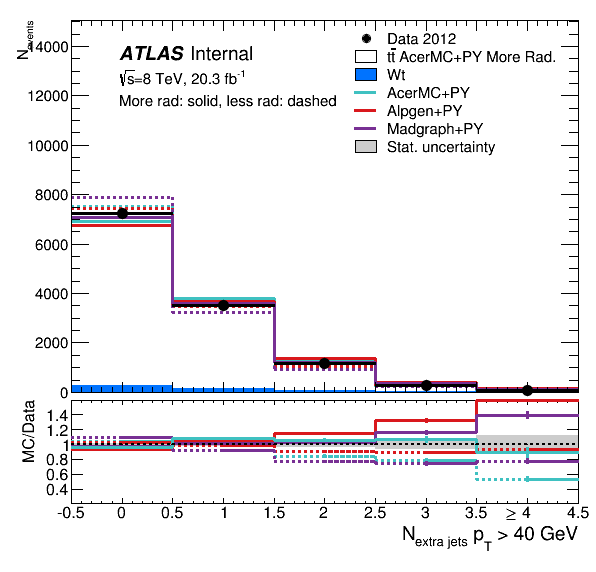 N_events
14000
12000
10000
8000
6000
4000
2000
0
ATLAS Internal
√s=8 TeV, 20.3 fb⁻¹
More rad: solid, less rad: dashed
Data 2012
tt̄ AcerMC+PY More Rad.
Wt
AcerMC+PY
Alpgen+PY
Madgraph+PY
Stat. uncertainty
MC/Data
1.4
1.2
1
0.8
0.6
0.4
-0.5 0 0.5 1 1.5 2 2.5 3 3.5 ≥ 4 4.5
N_extra jets p_T > 40 GeV